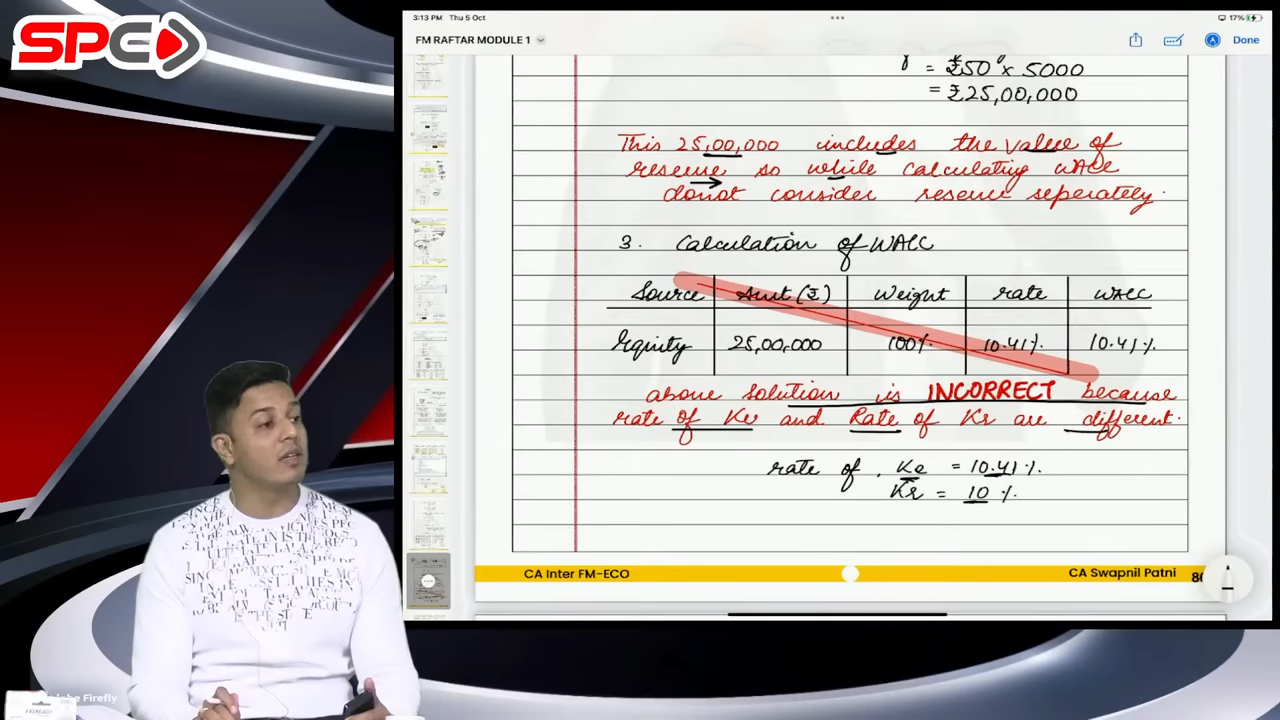 SPC
3:13 PM Thu 5 Oct
17%
FM RAFTAR MODULE 1
Done
= ₹50 x 5000
= ₹25,00,000
This 25,00,000 includes the value of
reserve so while calculating WACC
donot consider reserve seperately.
3. Calculation of WACC
Source Amt (₹) Weight rate WACC
Equity 25,00,000 100% 10.41% 10.41%
above solution is INCORRECT because
rate of Ke and Rate of Kr are different.
rate of Ke = 10.41%.
Kr = 10%.
CA Inter FM-ECO
CA Swapnil Patni
Firefly